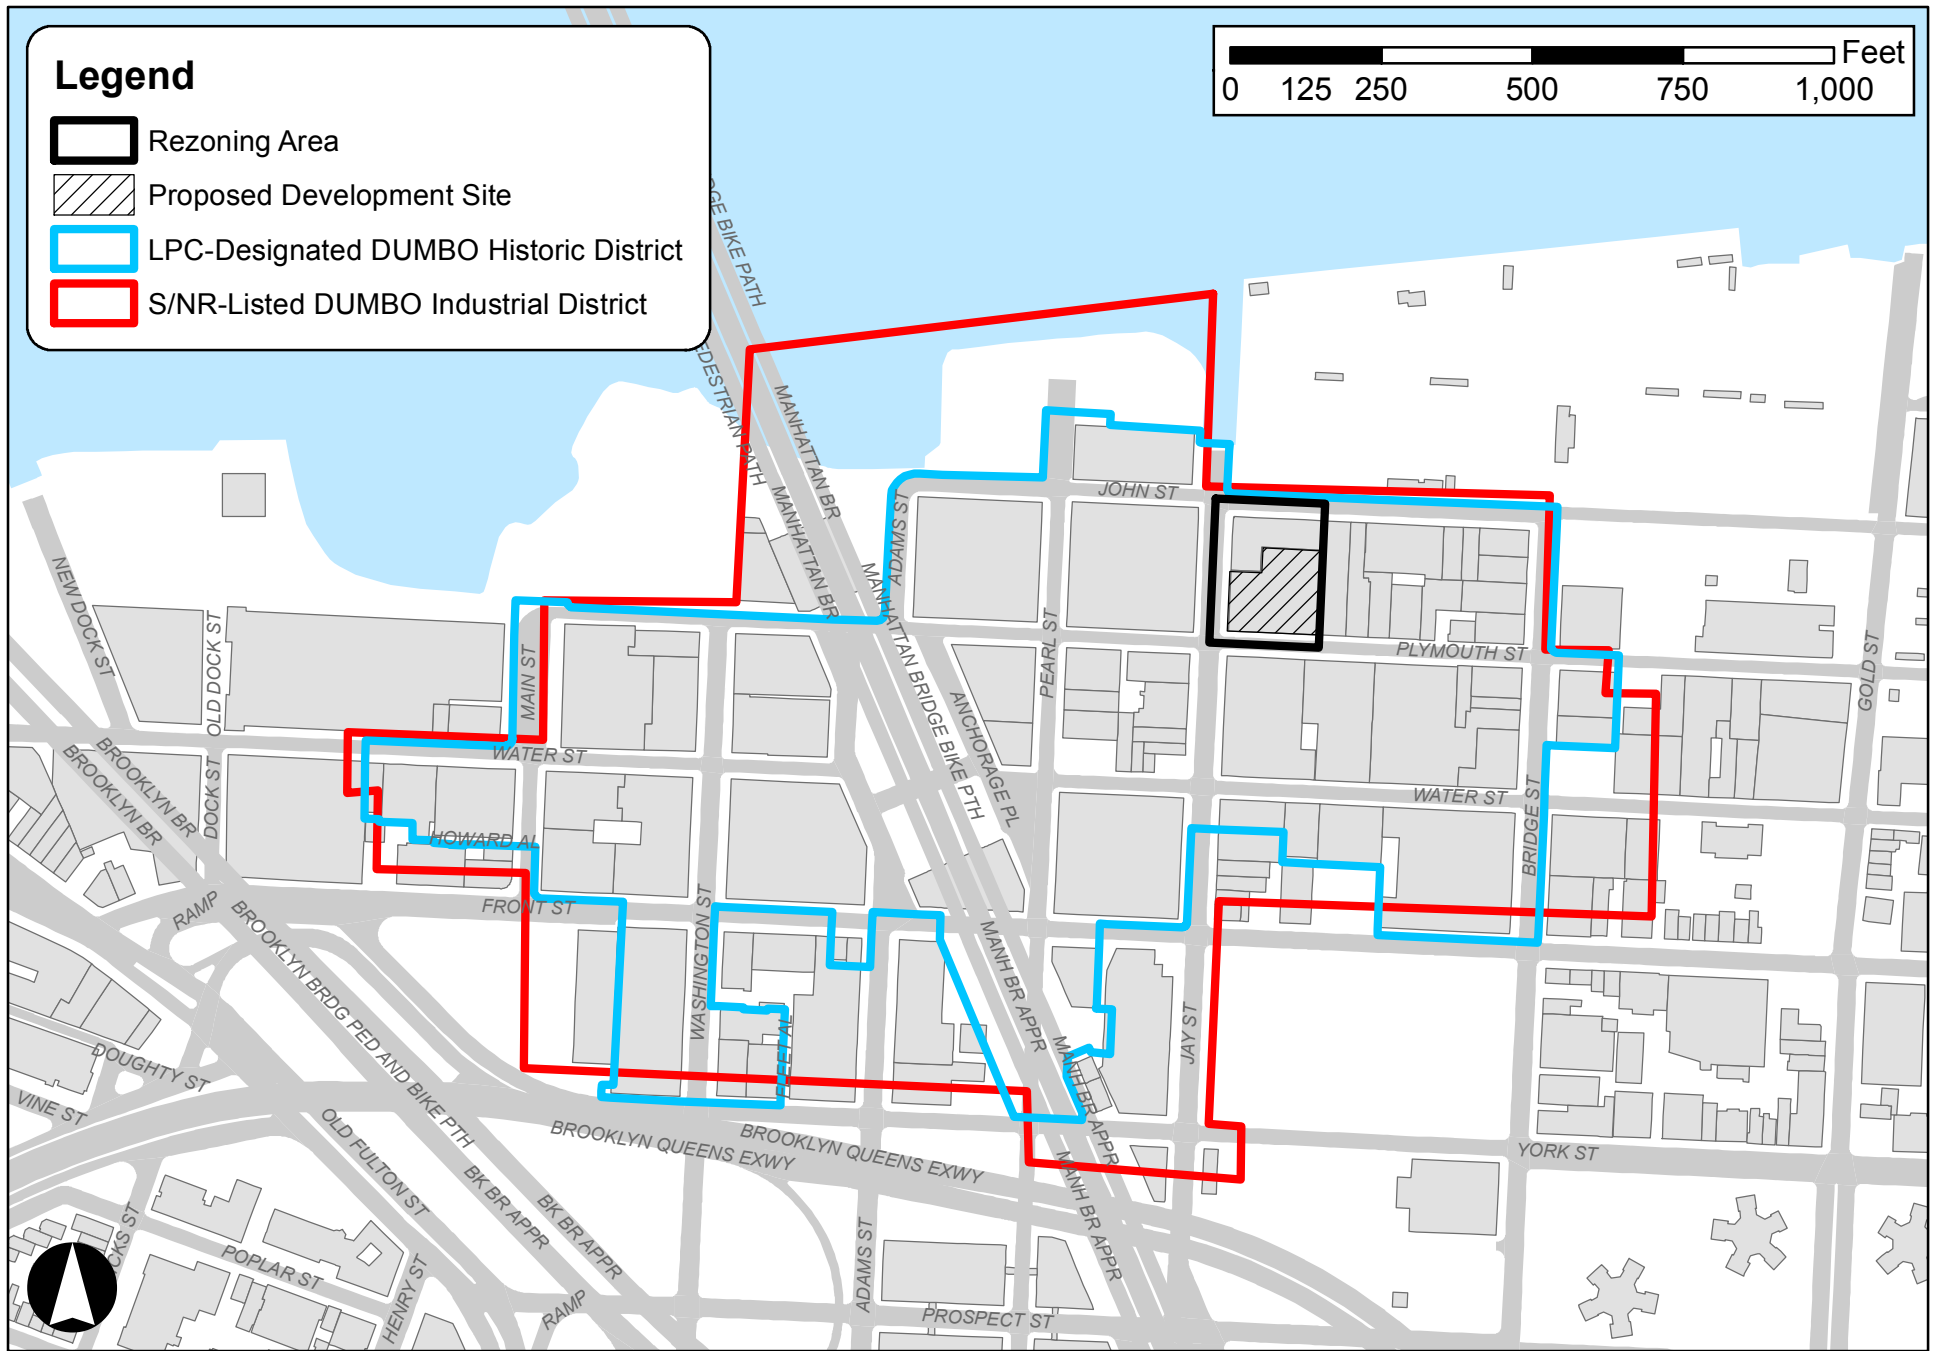 Legend
Rezoning Area
Proposed Development Site
LPC-Designated DUMBO Historic District
S/NR-Listed DUMBO Industrial District
Feet
0 125 250 500 750 1,000
BIKE PATH
PATH
MANHATTAN BR
MANHATTAN BR
ADAMS ST
JOHN ST
MANHATTAN BRIDGE BIKE PTH
ANCHORAGE PL
PEARL ST
PLYMOUTH ST
GOLD ST
NEW DOCK ST
OLD DOCK ST
MAIN ST
WATER ST
WATER ST
BRIDGE ST
BROOKLYN BR
BROOKLYN BR
DOCK ST
HOWARD AL
FRONT ST
RAMP
WASHINGTON ST
FLEET AL
MANH BR APPR
MANH BR APPR
MANH BR APPR
JAY ST
BROOKLYN BRDG PED AND BIKE PTH
DOUGHTY ST
VINE ST
OLD FULTON ST
BROOKLYN QUEENS EXWY
BROOKLYN QUEENS EXWY
YORK ST
BK BR APPR
BK BR APPR
POPLAR ST
HENRY ST
RAMP
ADAMS ST
PROSPECT ST